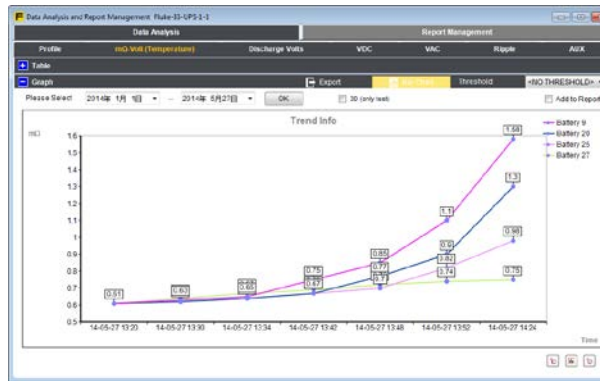 Data Analysis and Report Management Fluke-33-UPS-1-1
Data Analysis Report Management
Profile mΩ-Volt (Temperature) Discharge Volts VDC VAC Ripple AUX
Table
Graph Export Threshold <NO THRESHOLD>
Please Select 2014年 1月 1日 -- 2014年 5月27日 OK 3D (only test) Add to Report
Trend Info
mΩ
Battery 9
Battery 20
Battery 25
Battery 27
1.6
1.5
1.4
1.3
1.2
1.1
1
0.9
0.8
0.7
0.6
0.5
1.58
1.3
1.1
0.98
0.9
0.85
0.82
0.77
0.75
0.75
0.74
0.7
0.67
0.65
0.63
0.61
14-05-27 13:20 14-05-27 13:30 14-05-27 13:34 14-05-27 13:42 14-05-27 13:48 14-05-27 13:52 14-05-27 14:24
Time